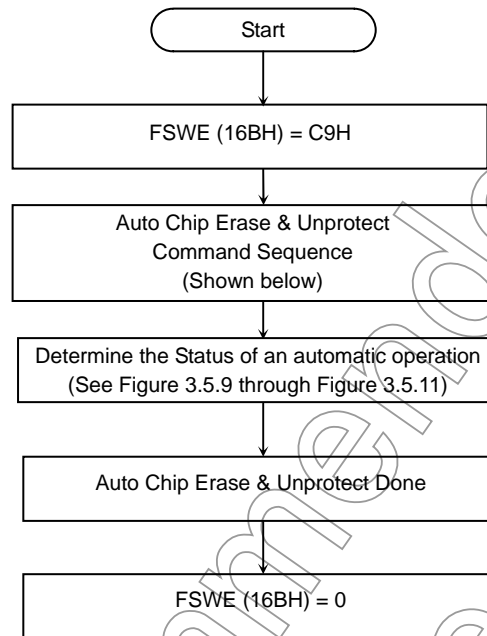 Start
FSWE (16BH) = C9H
Auto Chip Erase & Unprotect
Command Sequence
(Shown below)
Determine the Status of an automatic operation
(See Figure 3.5.9 through Figure 3.5.11)
Auto Chip Erase & Unprotect Done
FSWE (16BH) = 0